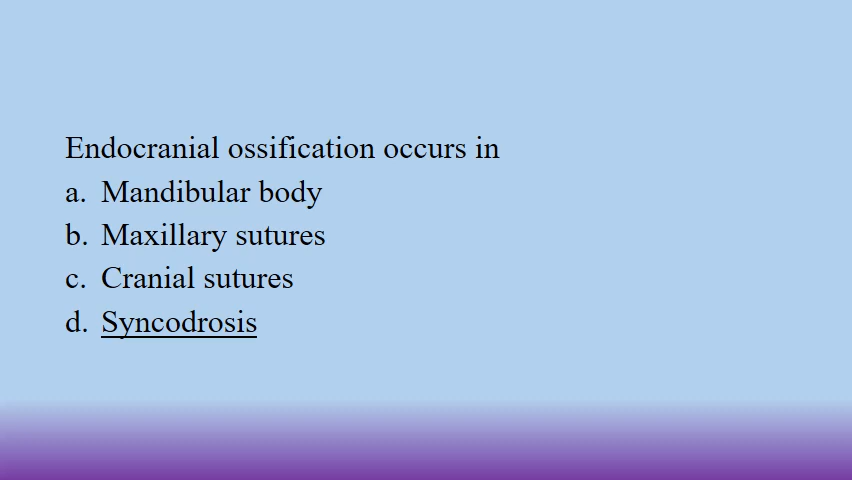 Endocranial ossification occurs in
a. Mandibular body
b. Maxillary sutures
c. Cranial sutures
d. Syncodrosis